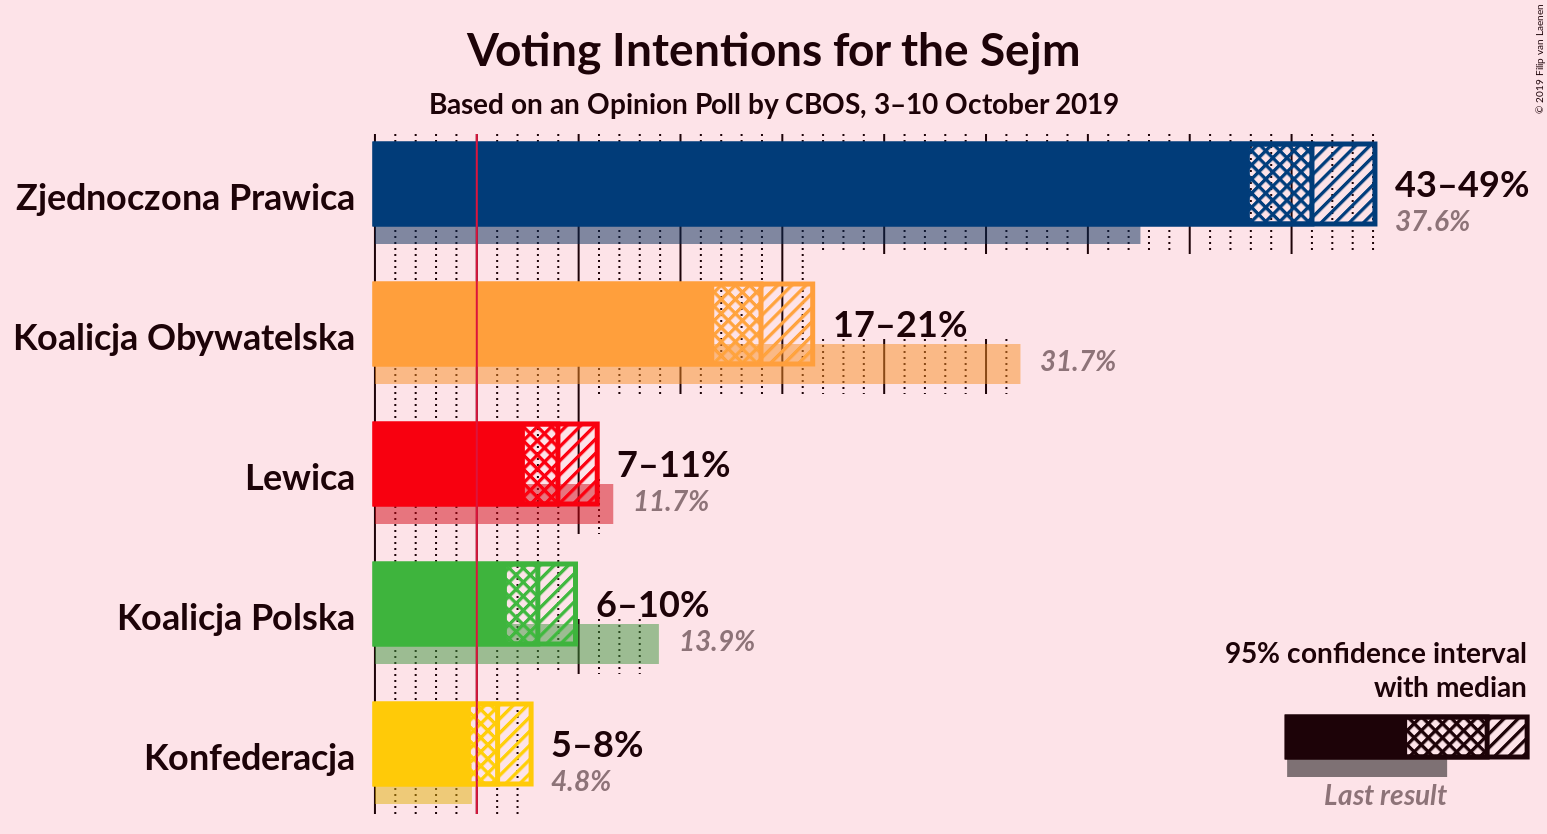 Voting Intentions for the Sejm
Based on an Opinion Poll by CBOS, 3–10 October 2019
© 2019 Filip van Laenen
Zjednoczona Prawica
43–49%
37.6%
Koalicja Obywatelska
17–21%
31.7%
Lewica
7–11%
11.7%
Koalicja Polska
6–10%
13.9%
Konfederacja
5–8%
4.8%
95% confidence interval
with median
Last result